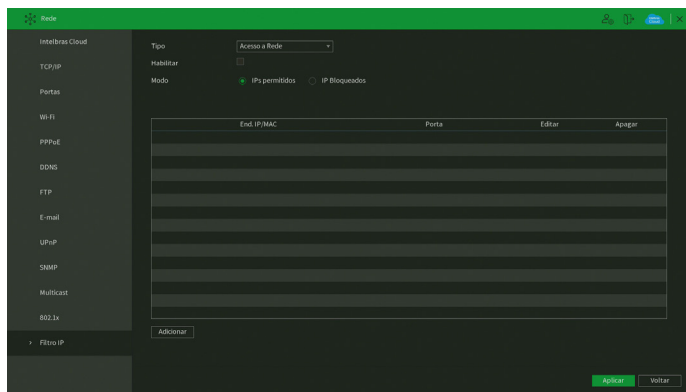 Rede
Intelbras Cloud
TCP/IP
Portas
Wi-Fi
PPPoE
DDNS
FTP
E-mail
UPnP
SNMP
Multicast
802.1x
Filtro IP
Tipo
Acesso a Rede
Habilitar
Modo
IPs permitidos
IP Bloqueados
End. IP/MAC Porta Editar Apagar
Adicionar
Aplicar Voltar